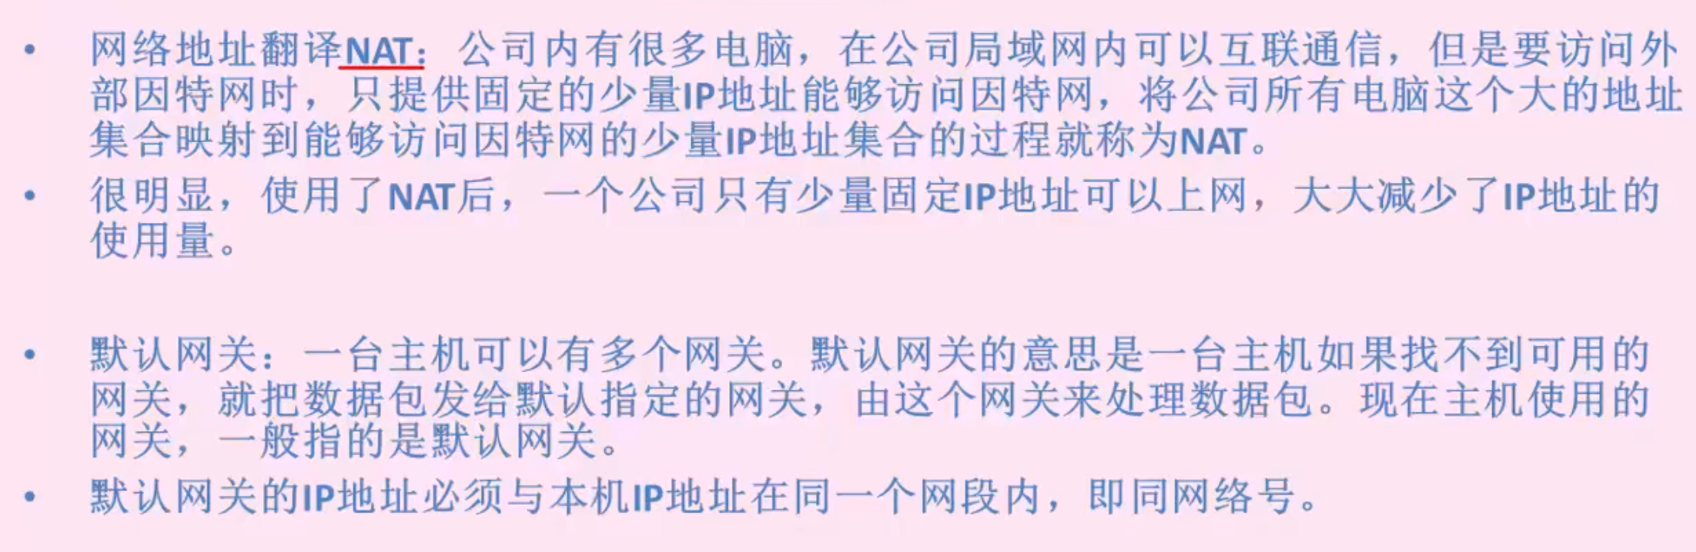 • 网络地址翻译NAT：公司内有很多电脑，在公司局域网内可以互联通信，但是要访问外
部因特网时，只提供固定的少量IP地址能够访问因特网，将公司所有电脑这个大的地址
集合映射到能够访问因特网的少量IP地址集合的过程就称为NAT。
• 很明显，使用了NAT后，一个公司只有少量固定IP地址可以上网，大大减少了IP地址的
使用量。
• 默认网关：一台主机可以有多个网关。默认网关的意思是一台主机如果找不到可用的
网关，就把数据包发给默认指定的网关，由这个网关来处理数据包。现在主机使用的
网关，一般指的是默认网关。
• 默认网关的IP地址必须与本机IP地址在同一个网段内，即同网络号。